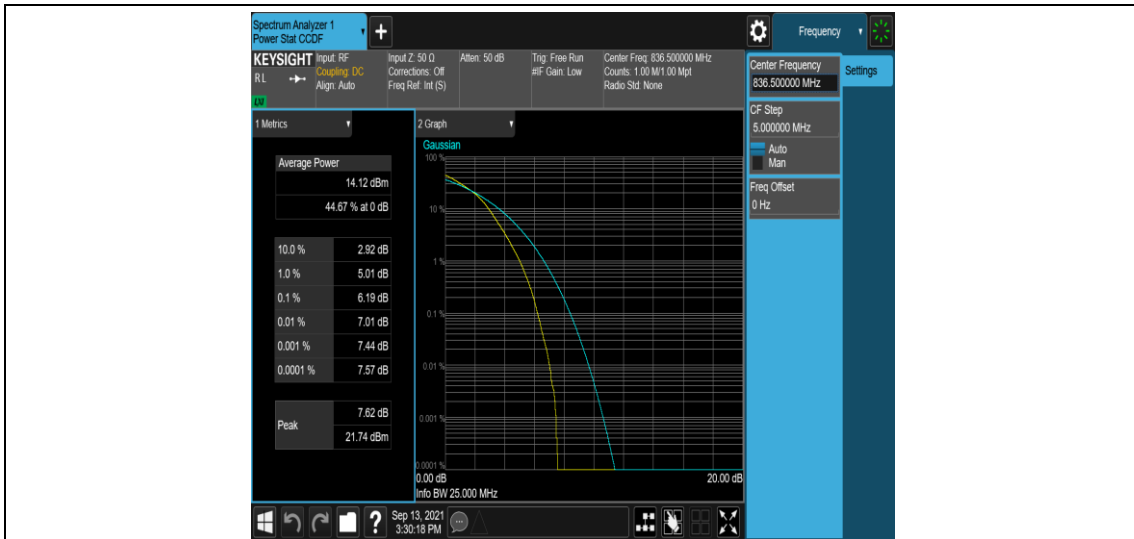 Spectrum Analyzer 1
Power Stat CCDF
Frequency
KEYSIGHT
RL
LXI
Input: RF
Coupling: DC
Align: Auto
Input Z: 50 Ω
Corrections: Off
Freq Ref: Int (S)
Atten: 50 dB
Trig: Free Run
#IF Gain: Low
Center Freq: 836.500000 MHz
Counts: 1.00 M/1.00 Mpt
Radio Std: None
Center Frequency
836.500000 MHz
Settings
CF Step
5.000000 MHz
Auto
Man
Freq Offset
0 Hz
1 Metrics
Average Power
14.12 dBm
44.67 % at 0 dB
10.0 % 2.92 dB
1.0 % 5.01 dB
0.1 % 6.19 dB
0.01 % 7.01 dB
0.001 % 7.44 dB
0.0001 % 7.57 dB
Peak
7.62 dB
21.74 dBm
2 Graph
Gaussian
100 %
10 %
1 %
0.1 %
0.01 %
0.001 %
0.0001 %
0.00 dB 20.00 dB
Info BW 25.000 MHz
Sep 13, 2021
3:30:18 PM